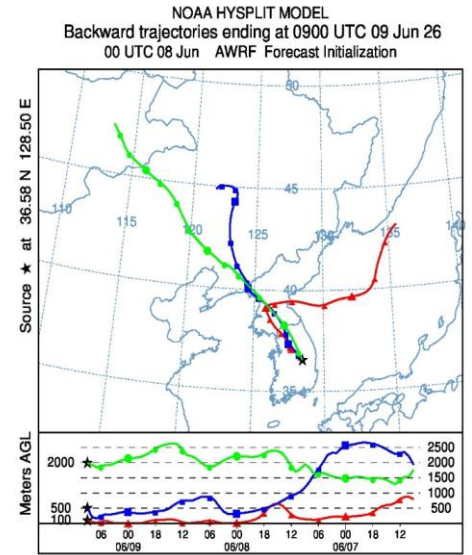 NOAA HYSPLIT MODEL
Backward trajectories ending at 0900 UTC 09 Jun 26
00 UTC 08 Jun AWRF Forecast Initialization
Source ★ at 36.58 N 128.50 E
50
45
110
115
120
125
130
135
140
40
35
Meters AGL
2000
500
100
2500
2000
1500
1000
500
06 00 18 12 06 00 18 12 06 00 18 12
06/09 06/08 06/07